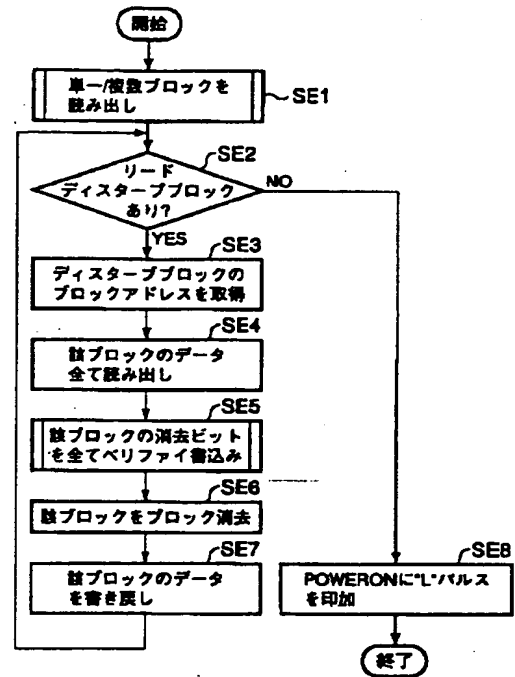 開始
単一/複数ブロックを
読み出し
SE1
SE2
リード
ディスターブブロック
あり?
NO
YES
SE3
ディスターブブロックの
ブロックアドレスを取得
SE4
該ブロックのデータ
全て読み出し
SE5
該ブロックの消去ビット
を全てベリファイ書込み
SE6
該ブロックをブロック消去
SE7
該ブロックのデータ
を書き戻し
SE8
POWERONに"L"パルス
を印加
終了